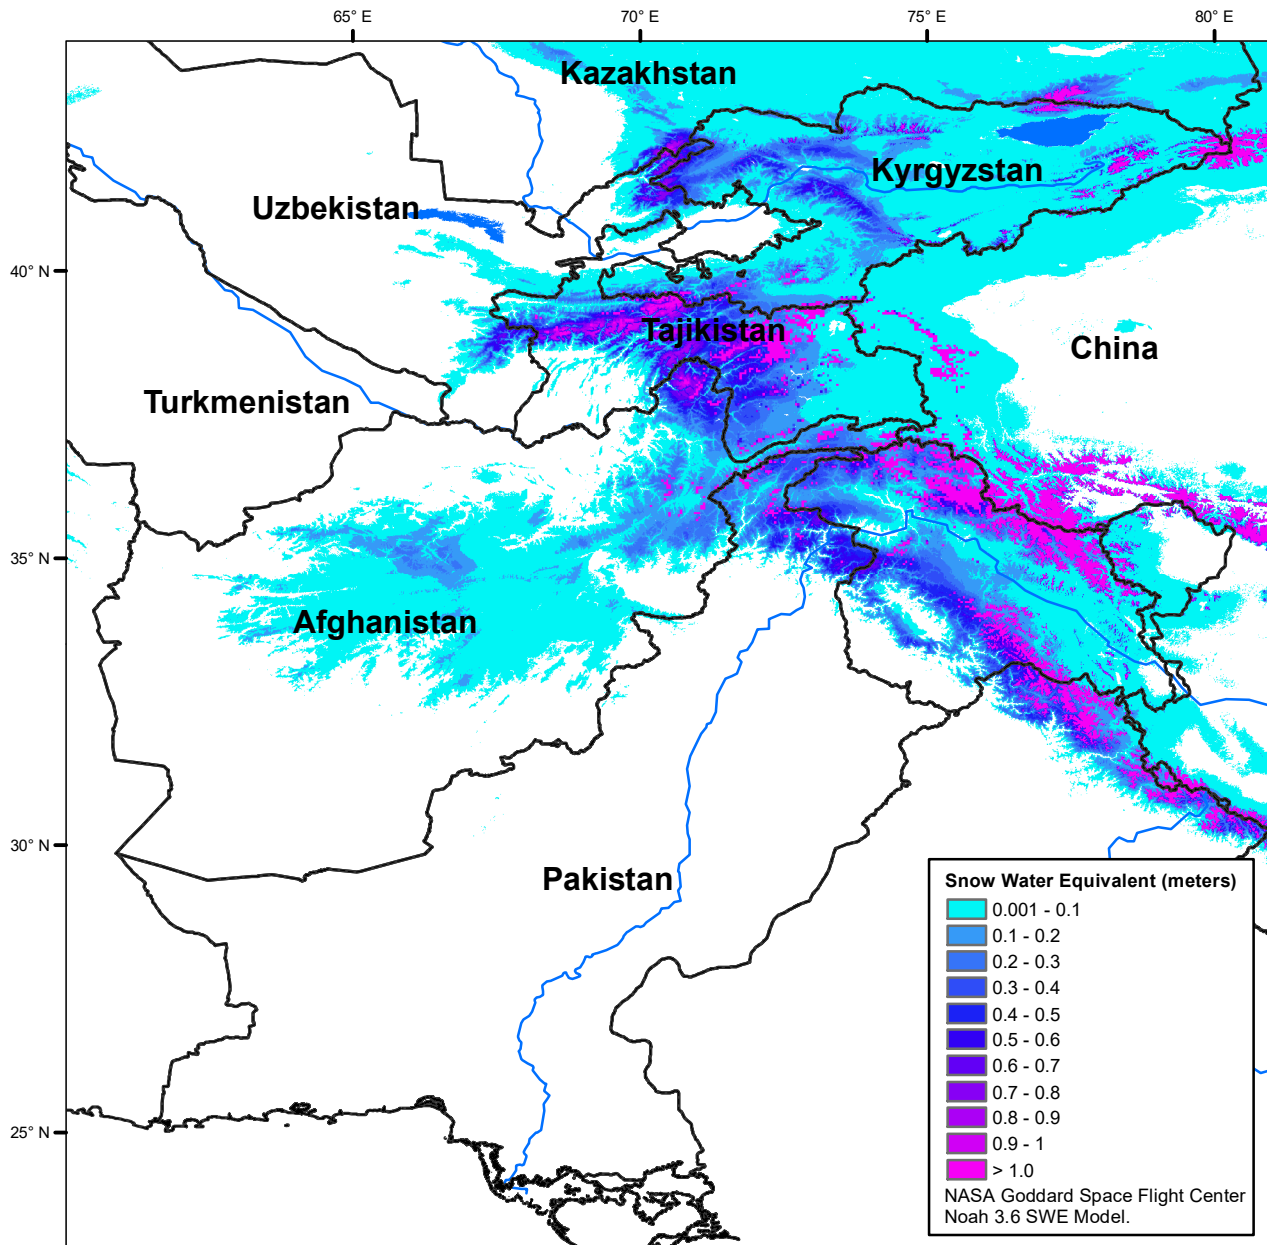 65° E
70° E
75° E
80° E
Kazakhstan
Kyrgyzstan
Uzbekistan
40° N
Tajikistan
China
Turkmenistan
35° N
Afghanistan
30° N
Pakistan
25° N
Snow Water Equivalent (meters)
0.001 - 0.1
0.1 - 0.2
0.2 - 0.3
0.3 - 0.4
0.4 - 0.5
0.5 - 0.6
0.6 - 0.7
0.7 - 0.8
0.8 - 0.9
0.9 - 1
> 1.0
NASA Goddard Space Flight Center
Noah 3.6 SWE Model.